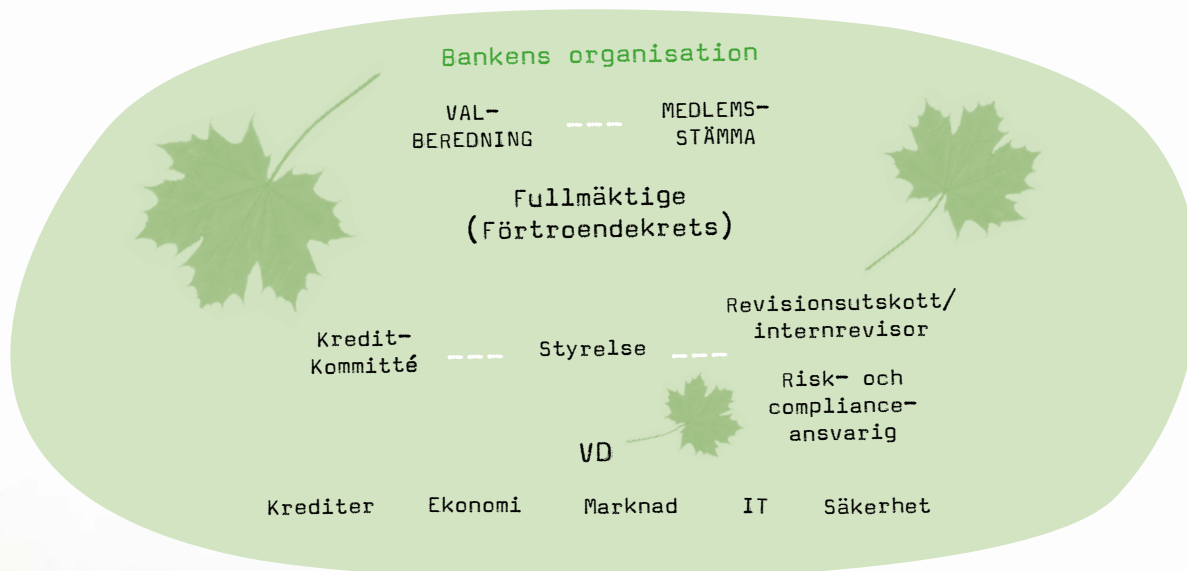 Bankens organisation
VAL-
BEREDNING
MEDLEMS-
STÄMMA
Fullmäktige
(Förtroendekrets)
Kredit-
Kommitté
Styrelse
Revisionsutskott/
internrevisor
Risk- och
compliance-
ansvarig
VD
Krediter Ekonomi Marknad IT Säkerhet